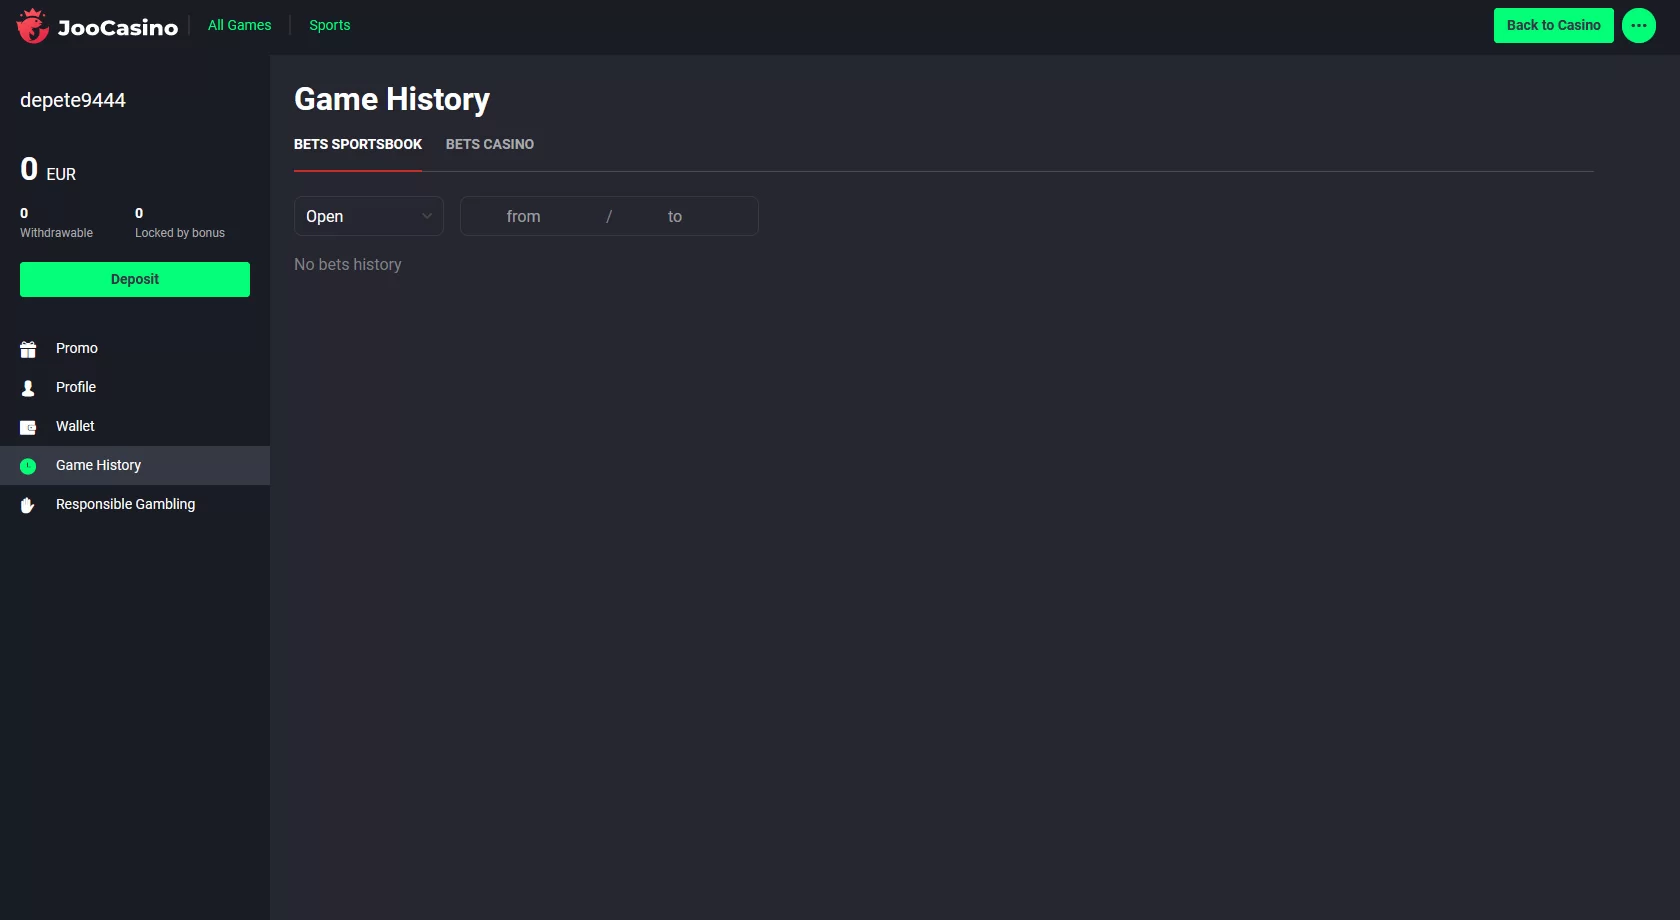 JooCasino
All Games
Sports
Back to Casino
depete9444
0 EUR
0
Withdrawable
0
Locked by bonus
Deposit
Promo
Profile
Wallet
Game History
Responsible Gambling
Game History
BETS SPORTSBOOK
BETS CASINO
Open
from / to
No bets history